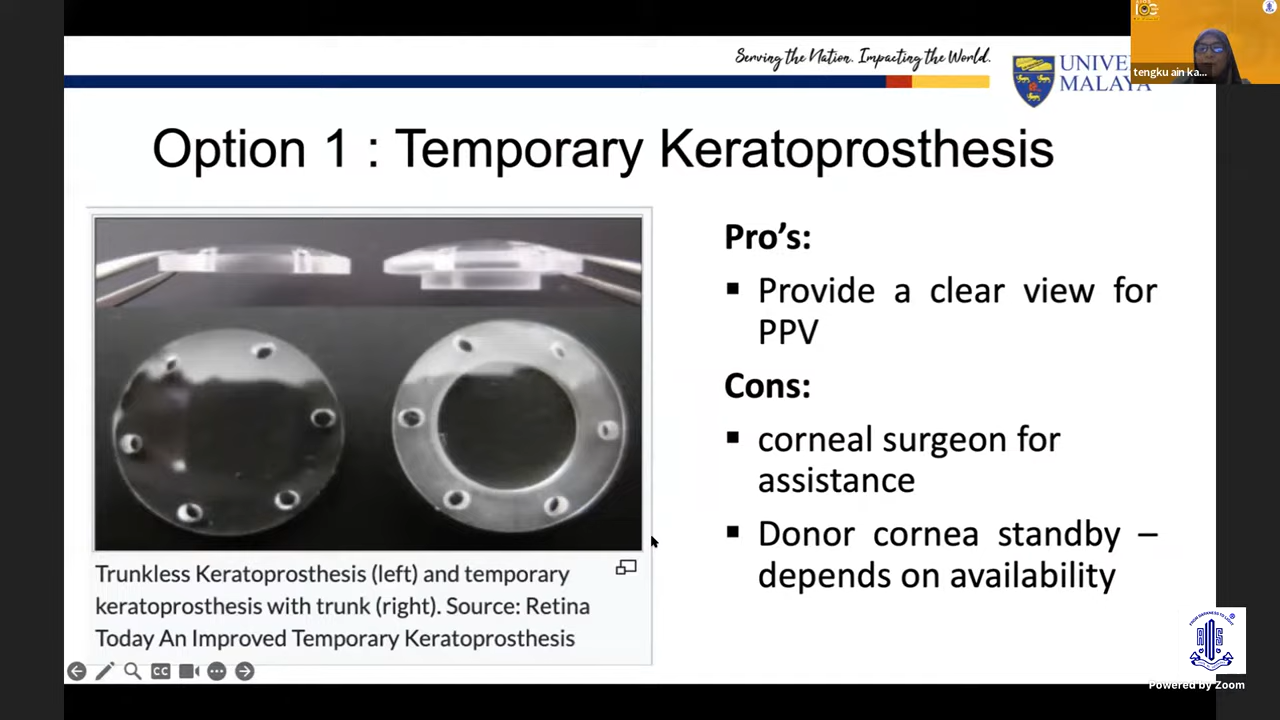 Serving the Nation. Impacting the World.
UNIVE
MALAYA
tengku ain ka...
Option 1 : Temporary Keratoprosthesis
Trunkless Keratoprosthesis (left) and temporary
keratoprosthesis with trunk (right). Source: Retina
Today An Improved Temporary Keratoprosthesis
Pro’s:
▪ Provide a clear view for
PPV
Cons:
▪ corneal surgeon for
assistance
▪ Donor cornea standby –
depends on availability
CC
Powered by Zoom